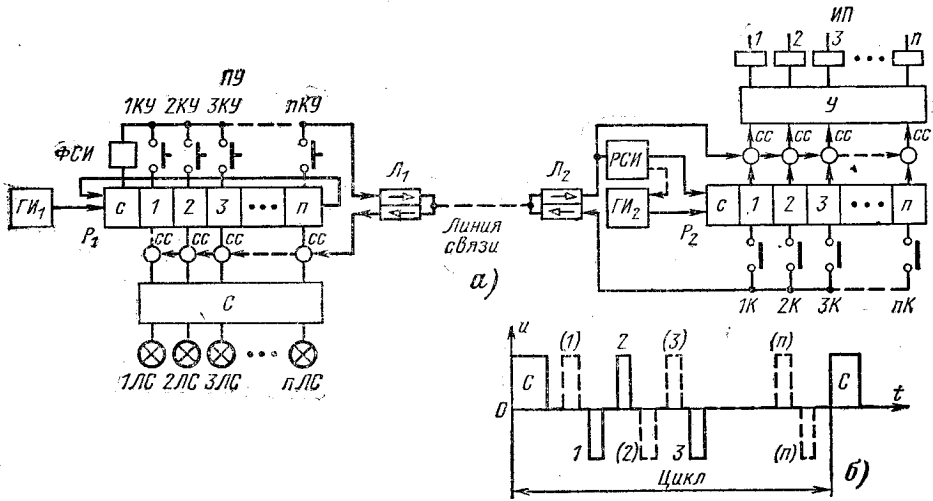 ИП
1 2 3 п
ПУ
1КУ 2КУ 3КУ пКУ
У
сс сс сс сс
ФСИ
РСИ
Л₁
Л₂
ГИ₁
с 1 2 3 ••• п
ГИ₂
с 1 2 3 ••• п
Р₁
Линия
связи
Р₂
сс сс сс сс
а)
С
1К 2К 3К пК
1ЛС 2ЛС 3ЛС ••• пЛС
u
(1) 2 (3) (п)
С С
0 t
1 (2) 3 (п)
Цикл
б)